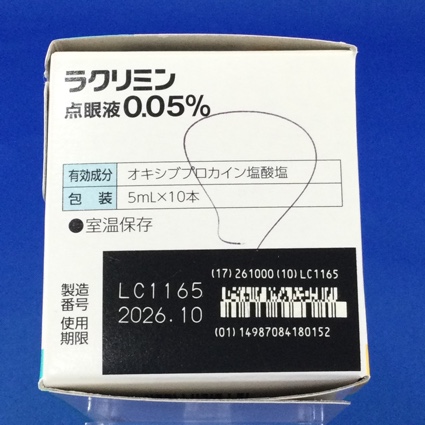 ラクリミン
点眼液0.05%
有効成分 オキシブプロカイン塩酸塩
包装 5mL×10本
●室温保存
製造番号 LC1165
使用期限 2026.10
(17) 261000 (10) LC1165
(01) 14987084180152